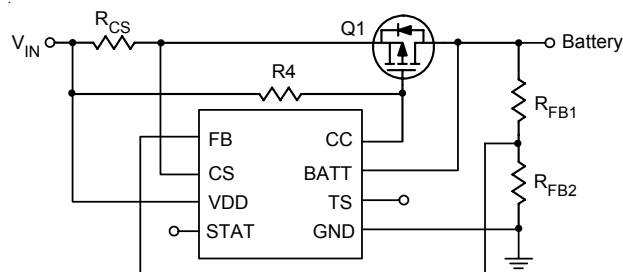 Q1
V_IN
R_CS
Battery
R4
R_FB1
FB
CC
CS
BATT
VDD
TS
STAT
GND
R_FB2